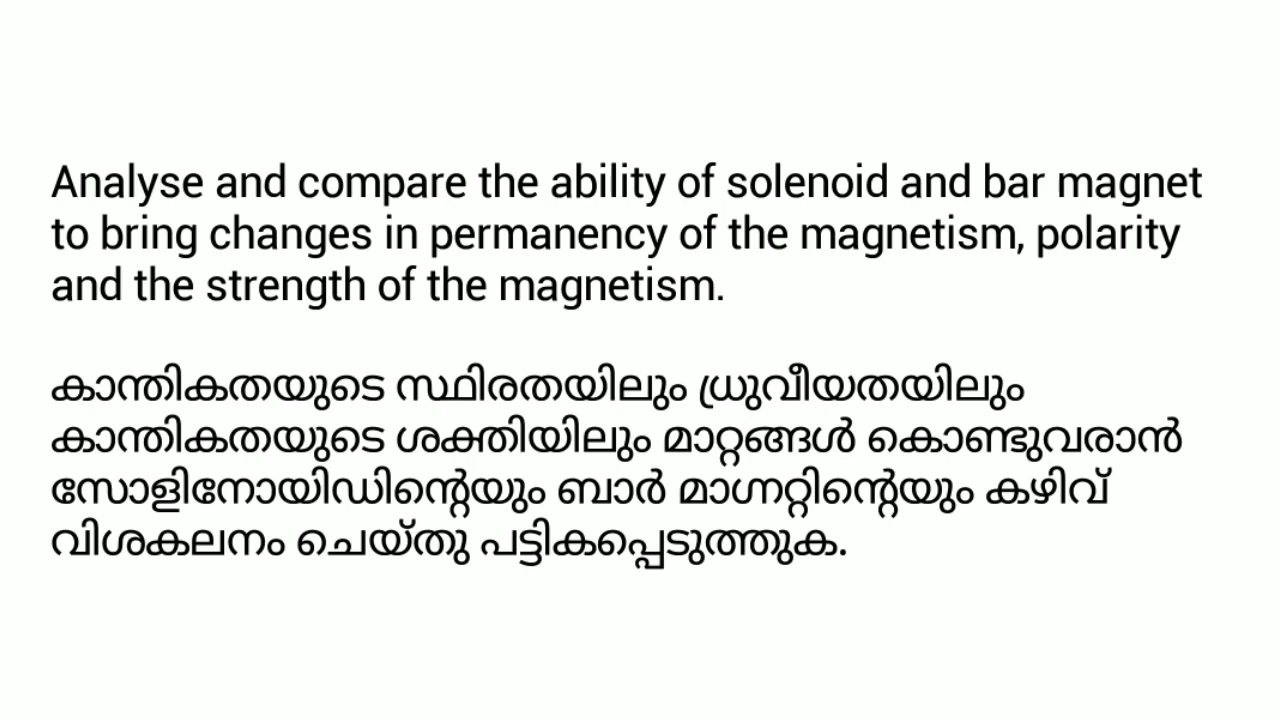 Analyse and compare the ability of solenoid and bar magnet
to bring changes in permanency of the magnetism, polarity
and the strength of the magnetism.
കാന്തികതയുടെ സ്ഥിരതയിലും ധ്രുവീയതയിലും
കാന്തികതയുടെ ശക്തിയിലും മാറ്റങ്ങൾ കൊണ്ടുവരാൻ
സോളിനോയിഡിന്റെയും ബാർ മാഗ്നറ്റിന്റെയും കഴിവ്
വിശകലനം ചെയ്തു പട്ടികപ്പെടുത്തുക.